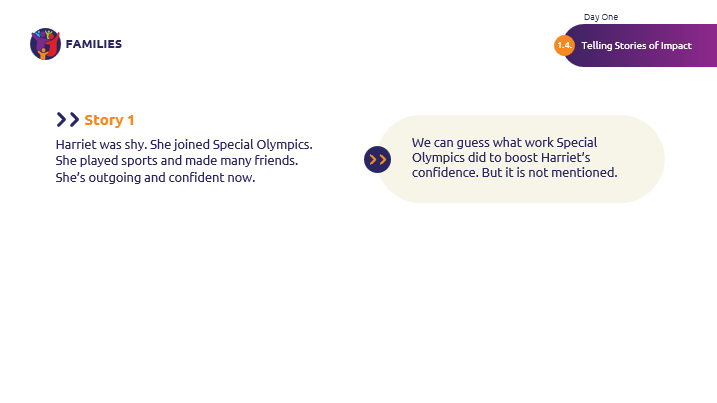 Day One
FAMILIES
1.4.
Telling Stories of Impact
Story 1
Harriet was shy. She joined Special Olympics.
She played sports and made many friends.
She's outgoing and confident now.
We can guess what work Special
Olympics did to boost Harriet's
confidence. But it is not mentioned.